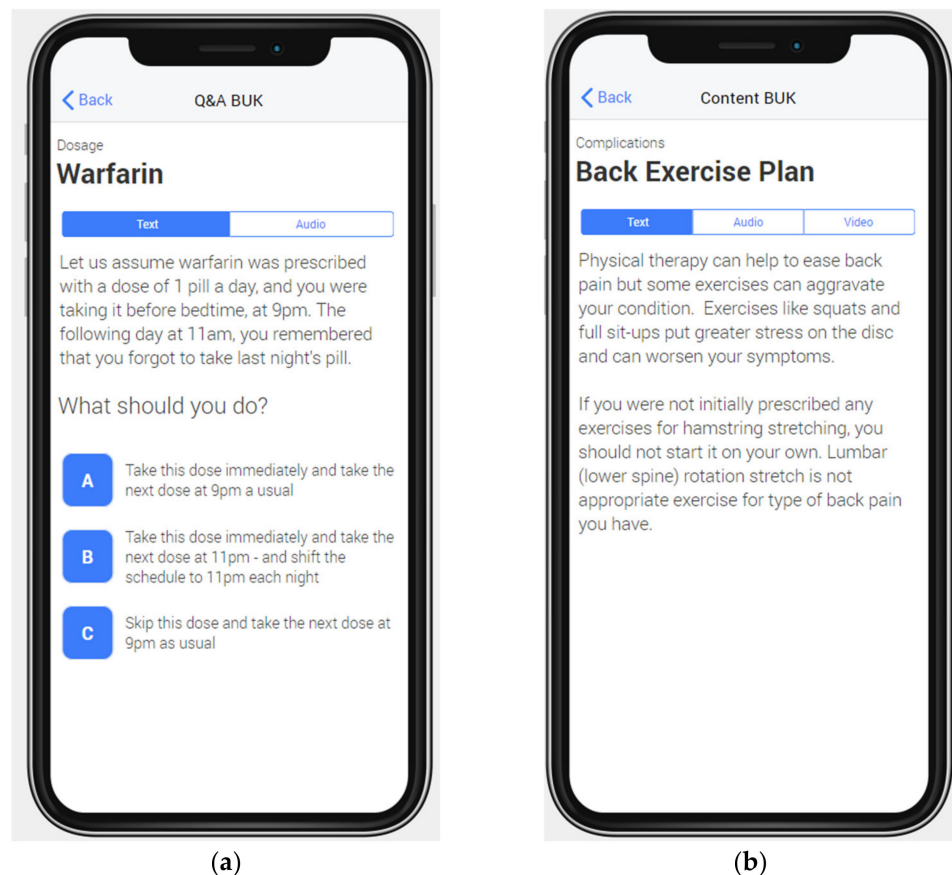 Back
Q&A BUK
Dosage
Warfarin
Text
Audio
Let us assume warfarin was prescribed
with a dose of 1 pill a day, and you were
taking it before bedtime, at 9pm. The
following day at 11am, you remembered
that you forgot to take last night's pill.
What should you do?
A
Take this dose immediately and take the
next dose at 9pm a usual
B
Take this dose immediately and take the
next dose at 11pm - and shift the
schedule to 11pm each night
C
Skip this dose and take the next dose at
9pm as usual
(a)
Back
Content BUK
Complications
Back Exercise Plan
Text
Audio
Video
Physical therapy can help to ease back
pain but some exercises can aggravate
your condition. Exercises like squats and
full sit-ups put greater stress on the disc
and can worsen your symptoms.
If you were not initially prescribed any
exercises for hamstring stretching, you
should not start it on your own. Lumbar
(lower spine) rotation stretch is not
appropriate exercise for type of back pain
you have.
(b)